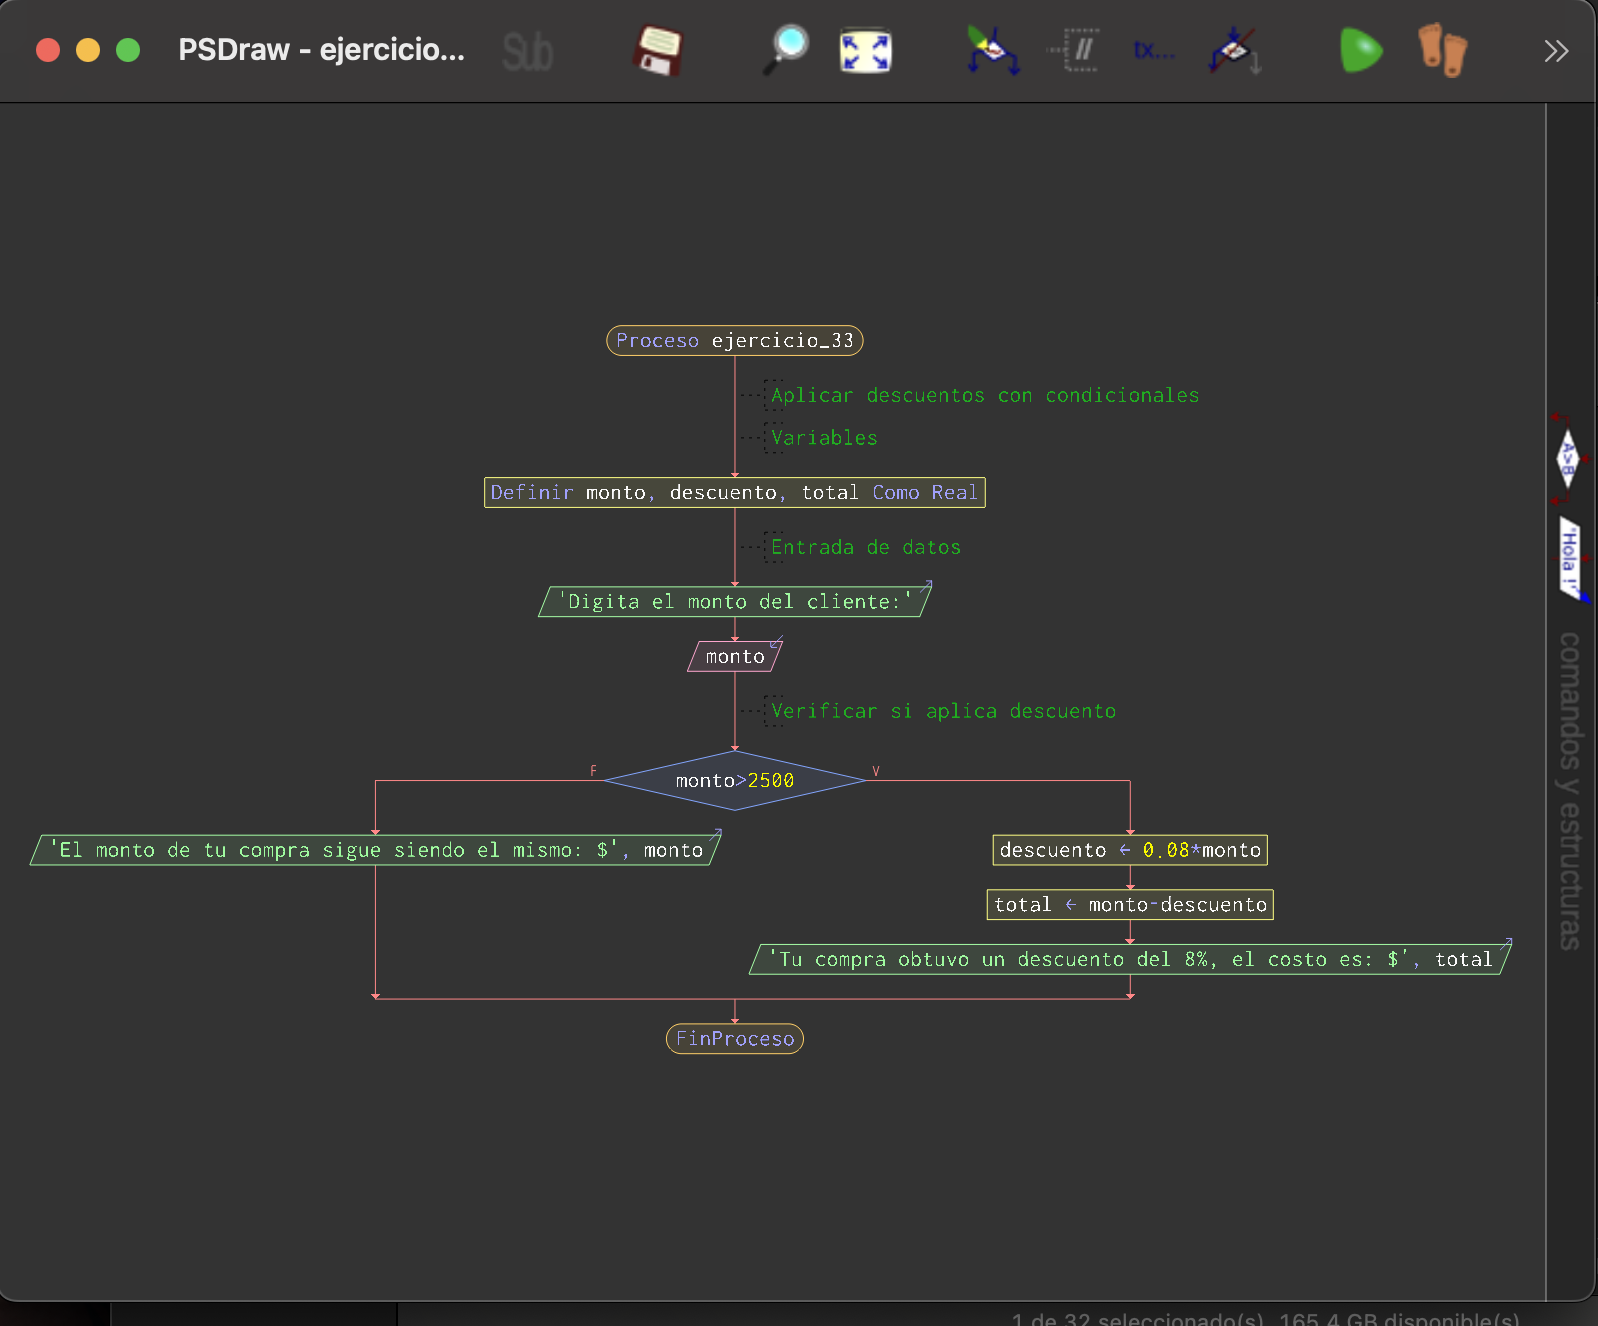 PSDraw - ejercicio...
Sub
//
tx...
Proceso ejercicio_33
Aplicar descuentos con condicionales
Variables
Definir monto, descuento, total Como Real
Entrada de datos
'Digita el monto del cliente:'
monto
Verificar si aplica descuento
F
monto>2500
V
'El monto de tu compra sigue siendo el mismo: $', monto
descuento ← 0.08*monto
total ← monto-descuento
'Tu compra obtuvo un descuento del 8%, el costo es: $', total
FinProceso
A>B
'Hola !'
comandos y estructuras
1 de 32 seleccionado(s), 165,4 GB disponible(s)